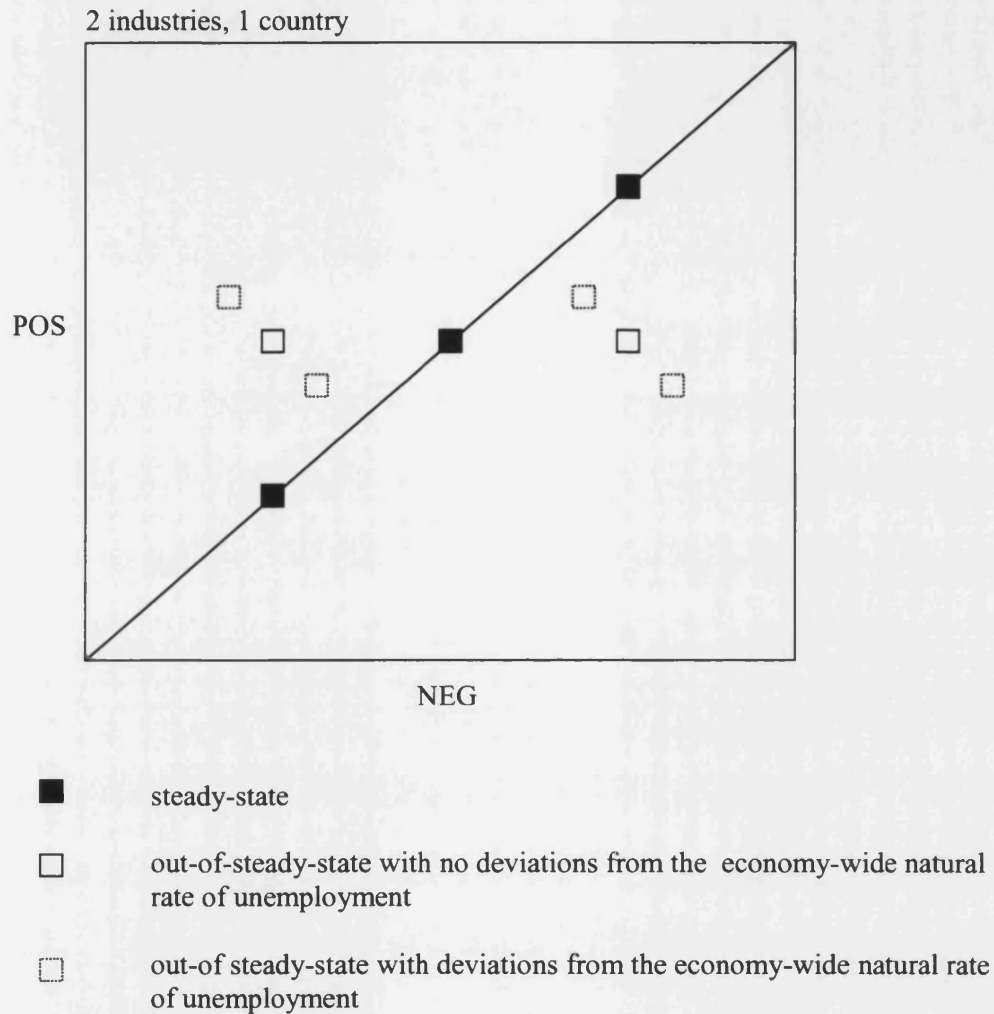 2 industries, 1 country
POS
NEG
steady-state
out-of-steady-state with no deviations from the economy-wide natural
rate of unemployment
out-of steady-state with deviations from the economy-wide natural rate
of unemployment